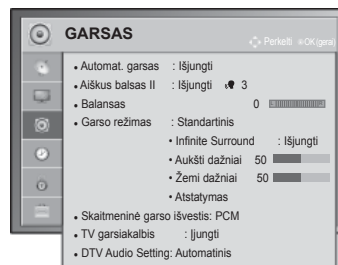 GARSAS
Perkelti OK (gerai)
• Automat. garsas : Išjungti
• Aiškus balsas II : Išjungti 3
• Balansas 0
• Garso režimas : Standartinis
• Infinite Surround : Išjungti
• Aukšti dažniai 50
• Žemi dažniai 50
• Atstatymas
• Skaitmeninė garso išvestis: PCM
• TV garsiakalbis : Įjungti
• DTV Audio Setting: Automatinis